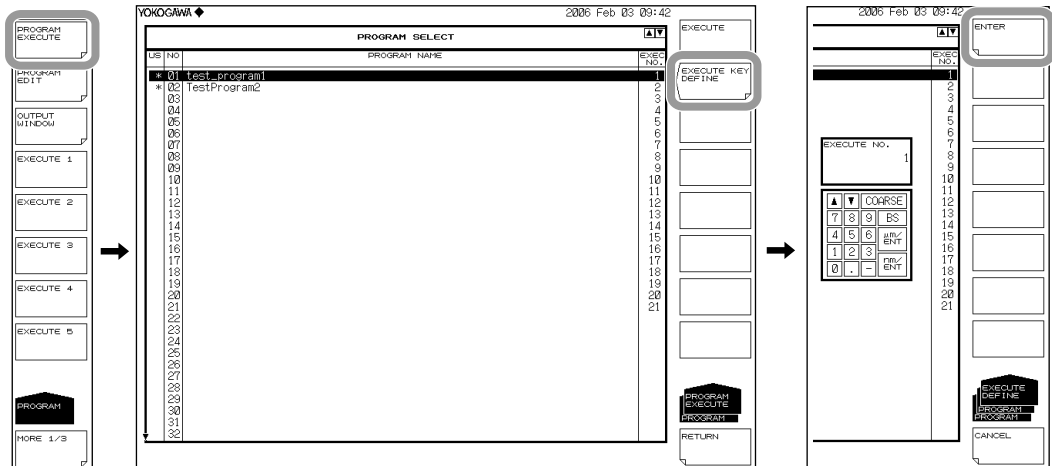 PROGRAM
EXECUTE
PROGRAM
EDIT
OUTPUT
WINDOW
EXECUTE 1
EXECUTE 2
EXECUTE 3
EXECUTE 4
EXECUTE 5
PROGRAM
MORE 1/3
YOKOGAWA 2006 Feb 03 09:42
PROGRAM SELECT ▲ ▼
US NO PROGRAM NAME EXEC NO.
* 01 test_program1 1
* 02 TestProgram2 2
03 3
04 4
05 5
06 6
07 7
08 8
09 9
10 10
11 11
12 12
13 13
14 14
15 15
16 16
17 17
18 18
19 19
20 20
21 21
22
23
24
25
26
27
28
29
30
31
32
EXECUTE
EXECUTE KEY
DEFINE
PROGRAM
EXECUTE
PROGRAM
RETURN
2006 Feb 03 09:42
▲ ▼
EXEC
NO.
1
2
3
4
5
6
7
8
9
10
11
12
13
14
15
16
17
18
19
20
21
EXECUTE NO.
1
▲ ▼ COARSE
7 8 9 BS
4 5 6 μm/ENT
1 2 3 nm/ENT
0 . -
ENTER
EXECUTE
DEFINE
PROGRAM
PROGRAM
CANCEL